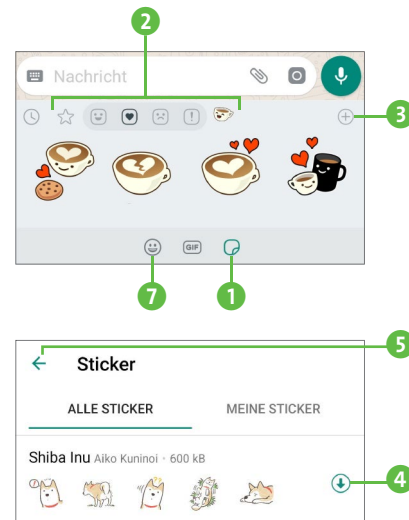 2
Nachricht
3
GIF
7
1
5
Sticker
ALLE STICKER
MEINE STICKER
Shiba Inu Aiko Kuninoi · 600 kB
4